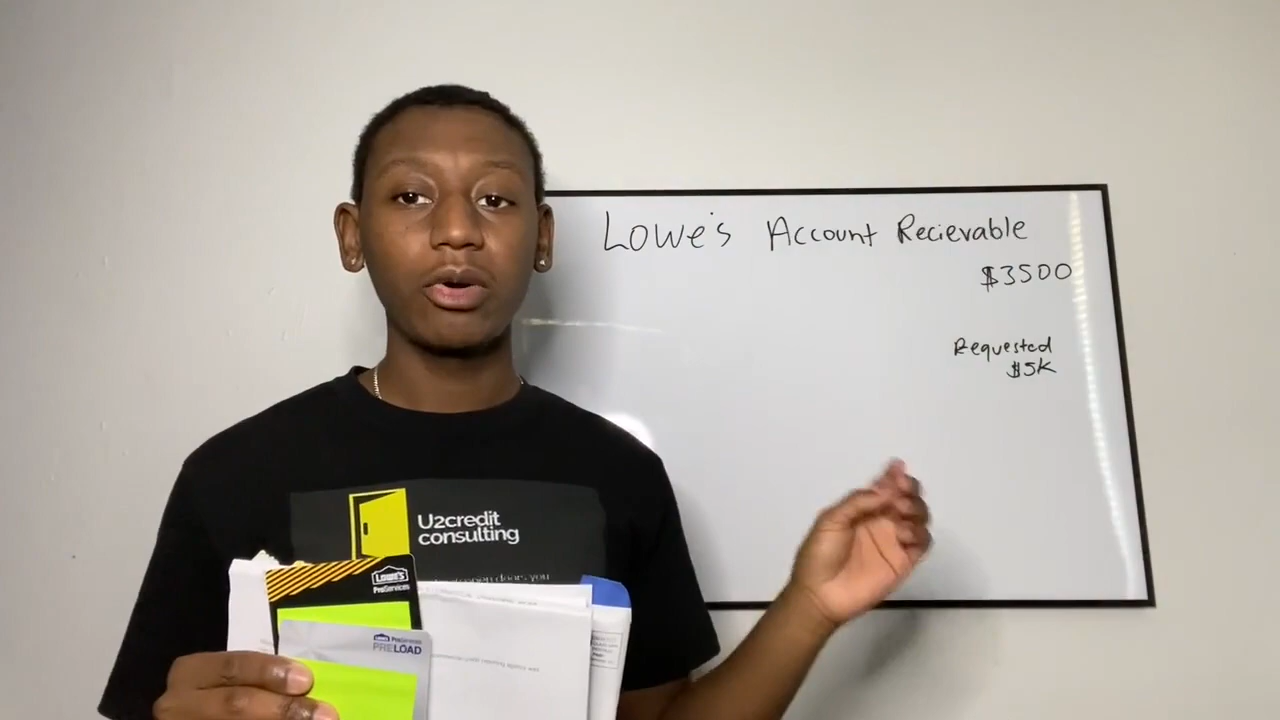 Lowe's Account Recievable
$3500
Requested
$5K
U2credit
consulting
LOWE'S
ProServices
LOWE'S ProServices
PRELOAD